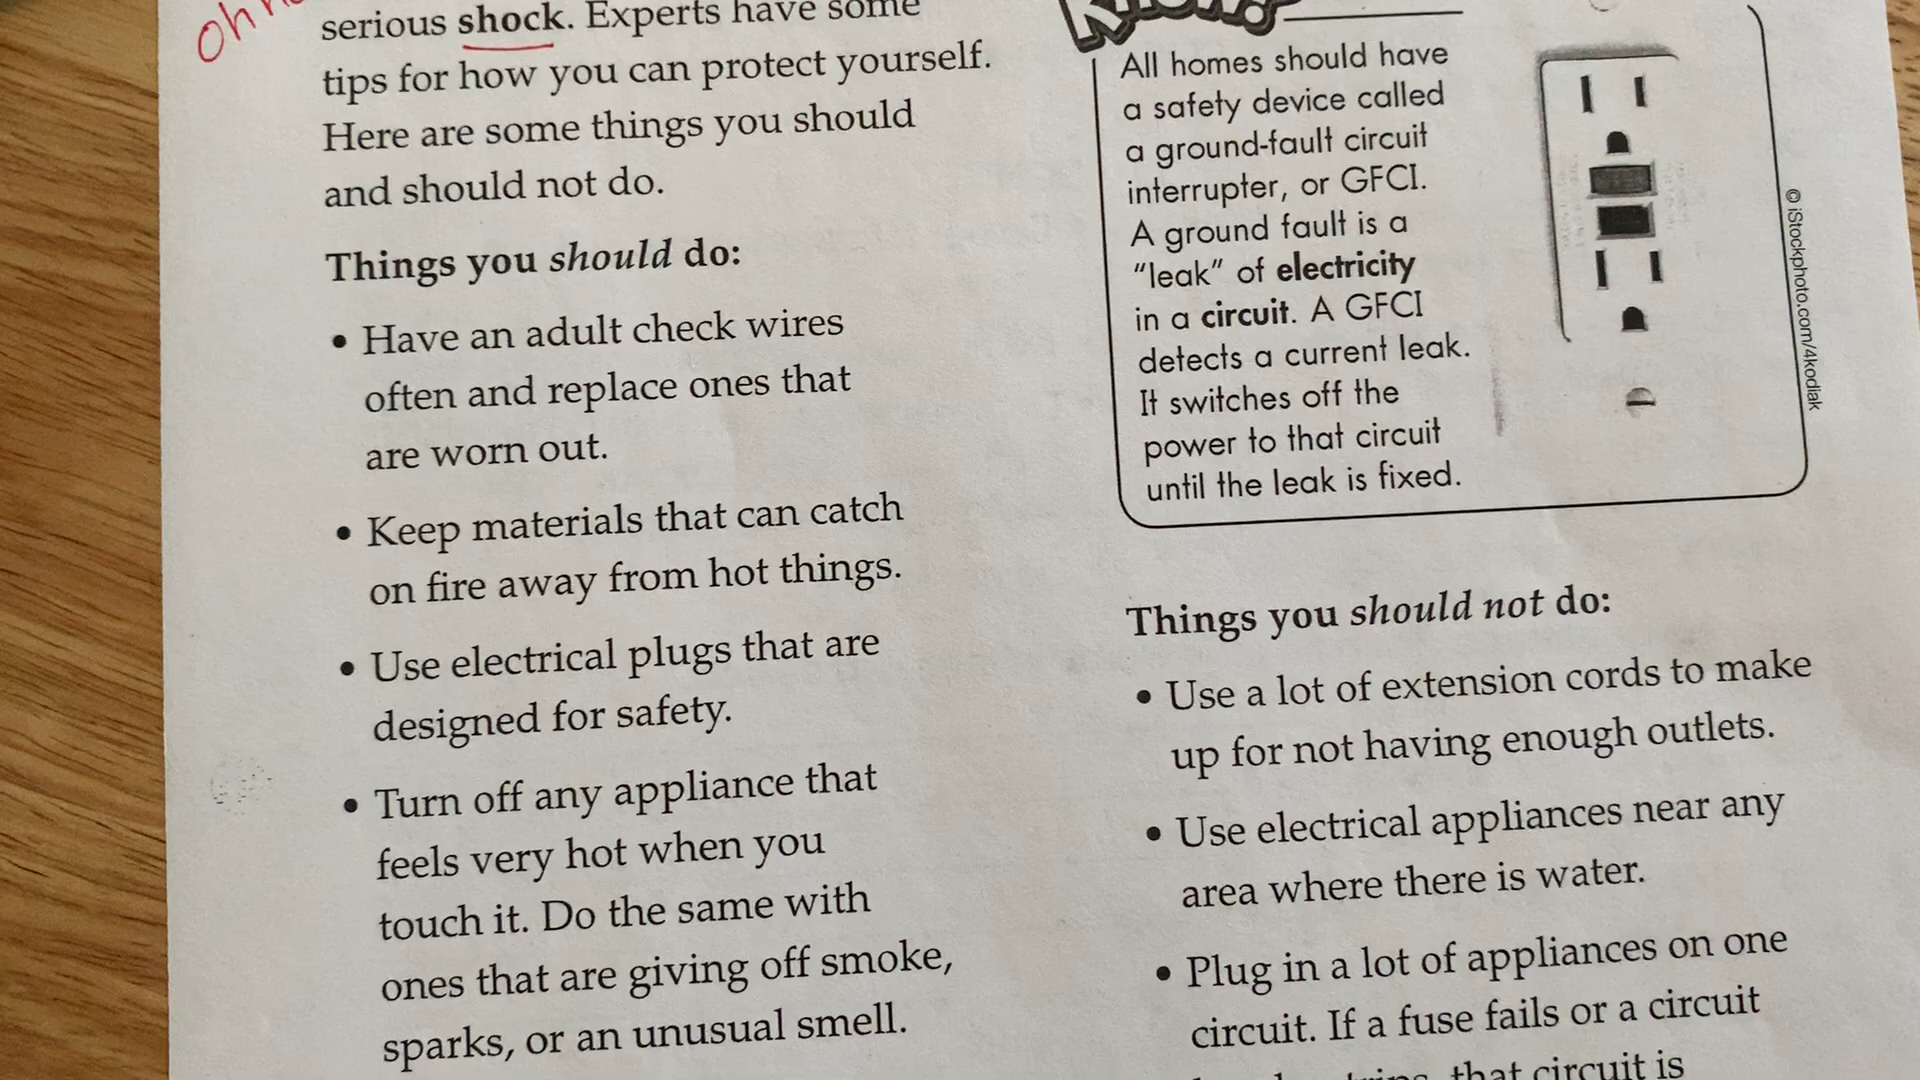 oh
serious shock. Experts have some
tips for how you can protect yourself.
Here are some things you should
and should not do.
Things you should do:
• Have an adult check wires
often and replace ones that
are worn out.
• Keep materials that can catch
on fire away from hot things.
• Use electrical plugs that are
designed for safety.
• Turn off any appliance that
feels very hot when you
touch it. Do the same with
ones that are giving off smoke,
sparks, or an unusual smell.
Know?
All homes should have
a safety device called
a ground-fault circuit
interrupter, or GFCI.
A ground fault is a
“leak” of electricity
in a circuit. A GFCI
detects a current leak.
It switches off the
power to that circuit
until the leak is fixed.
© iStockphoto.com/4kodiak
Things you should not do:
• Use a lot of extension cords to make
up for not having enough outlets.
• Use electrical appliances near any
area where there is water.
• Plug in a lot of appliances on one
circuit. If a fuse fails or a circuit
that circuit is